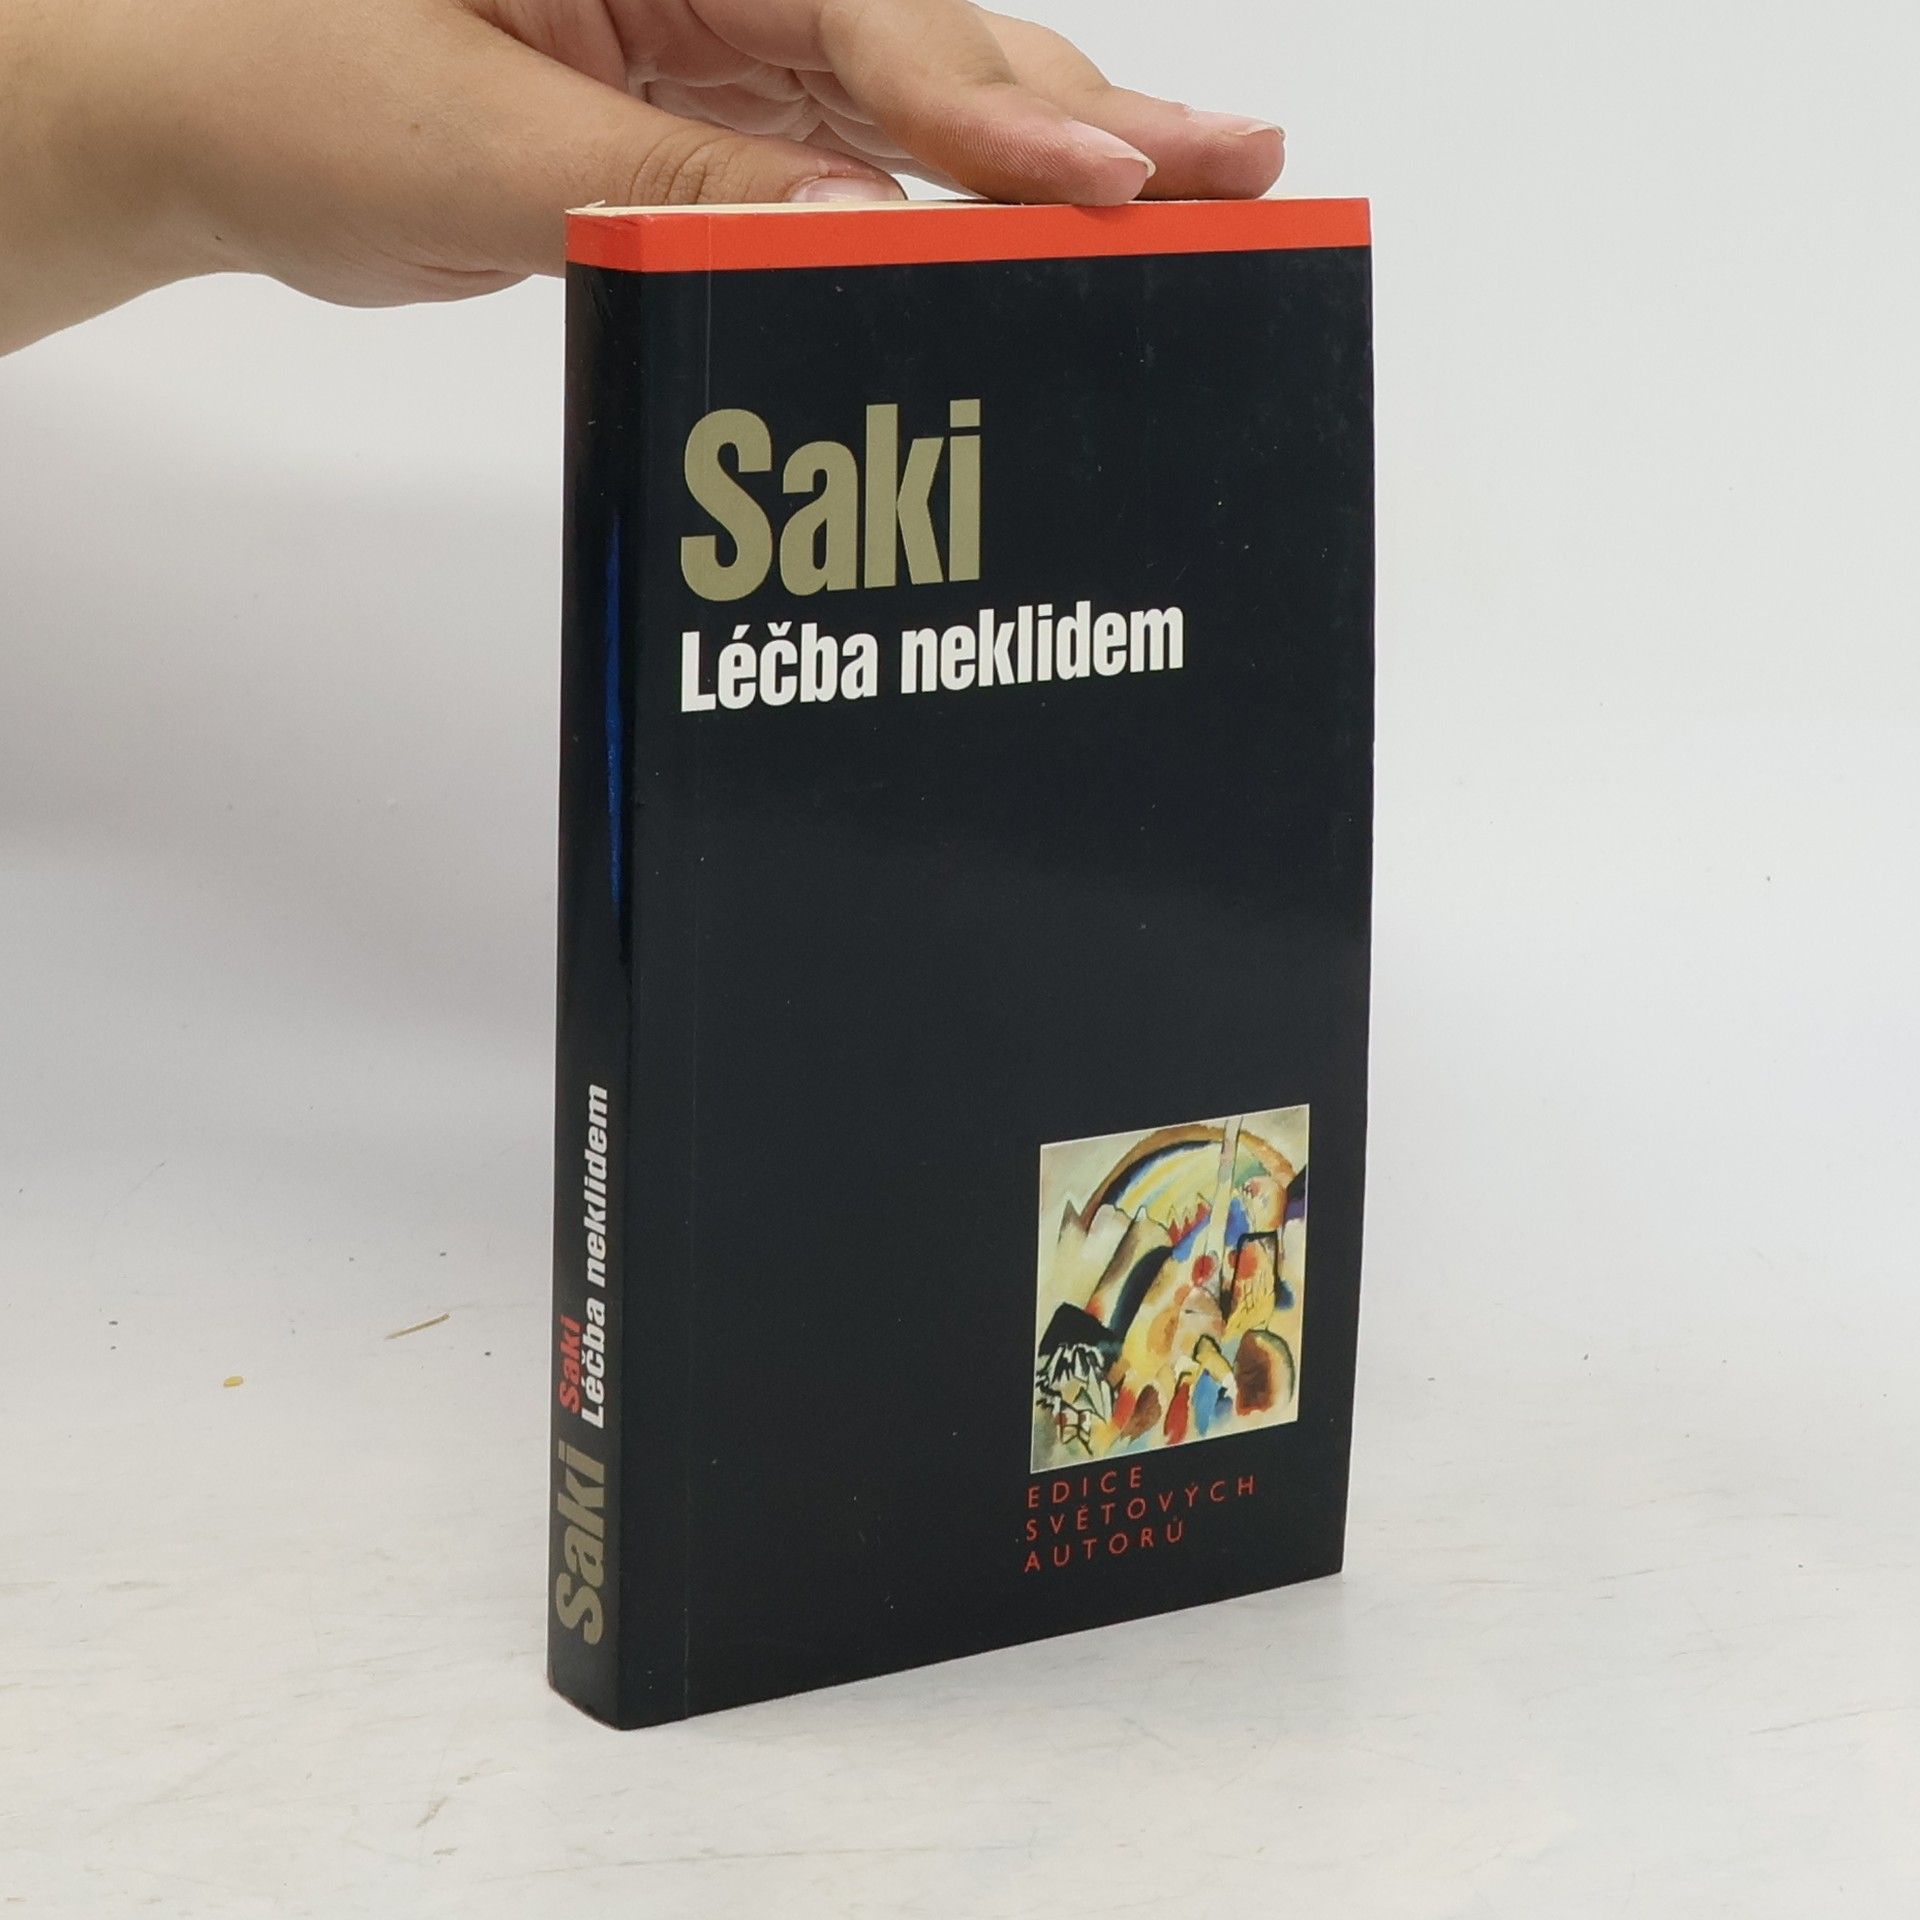 Saki
Léčba neklidem
EDICE
SVĚTOVÝCH
AUTORŮ
Saki
Saki
Léčba neklidem